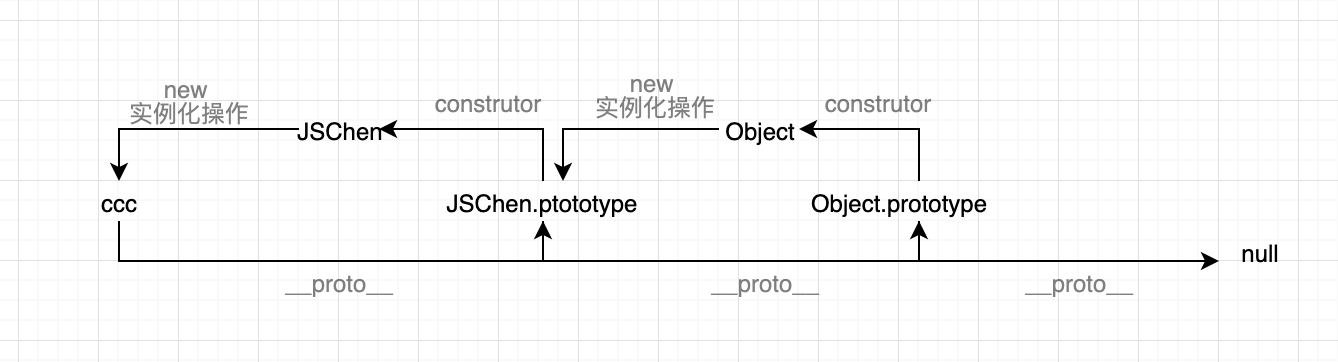 new
实例化操作
construtor
new
实例化操作
construtor
JSChen
Object
ccc
JSChen.ptototype
Object.prototype
null
__proto__
__proto__
__proto__